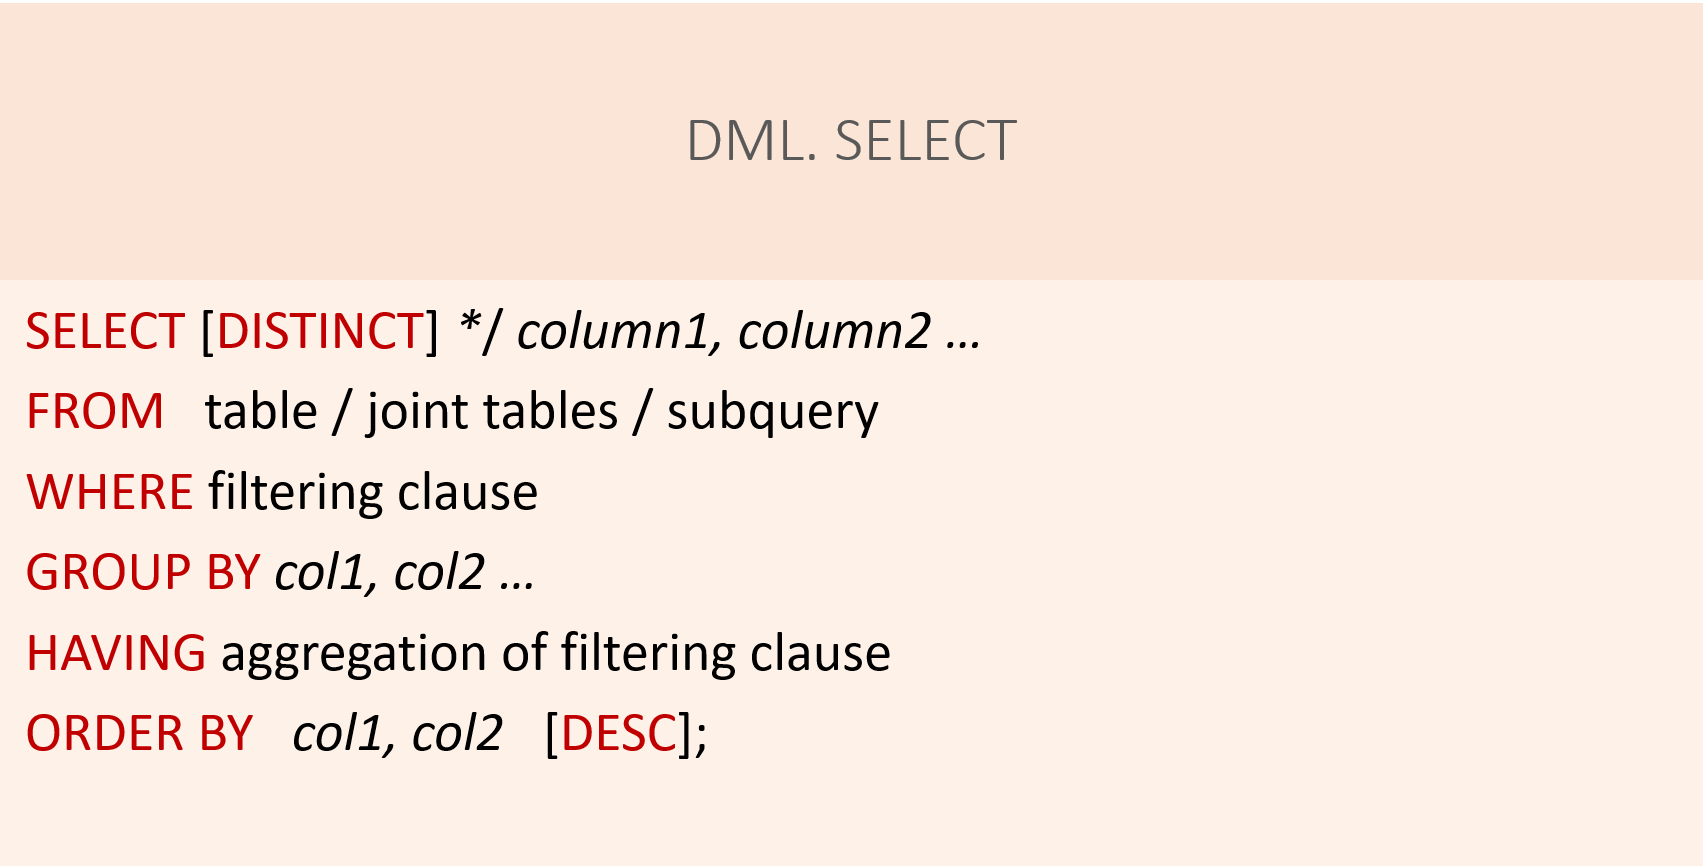 DML. SELECT
SELECT [DISTINCT] */ column1, column2 ...
FROM table / joint tables / subquery
WHERE filtering clause
GROUP BY col1, col2 ...
HAVING aggregation of filtering clause
ORDER BY col1, col2 [DESC];